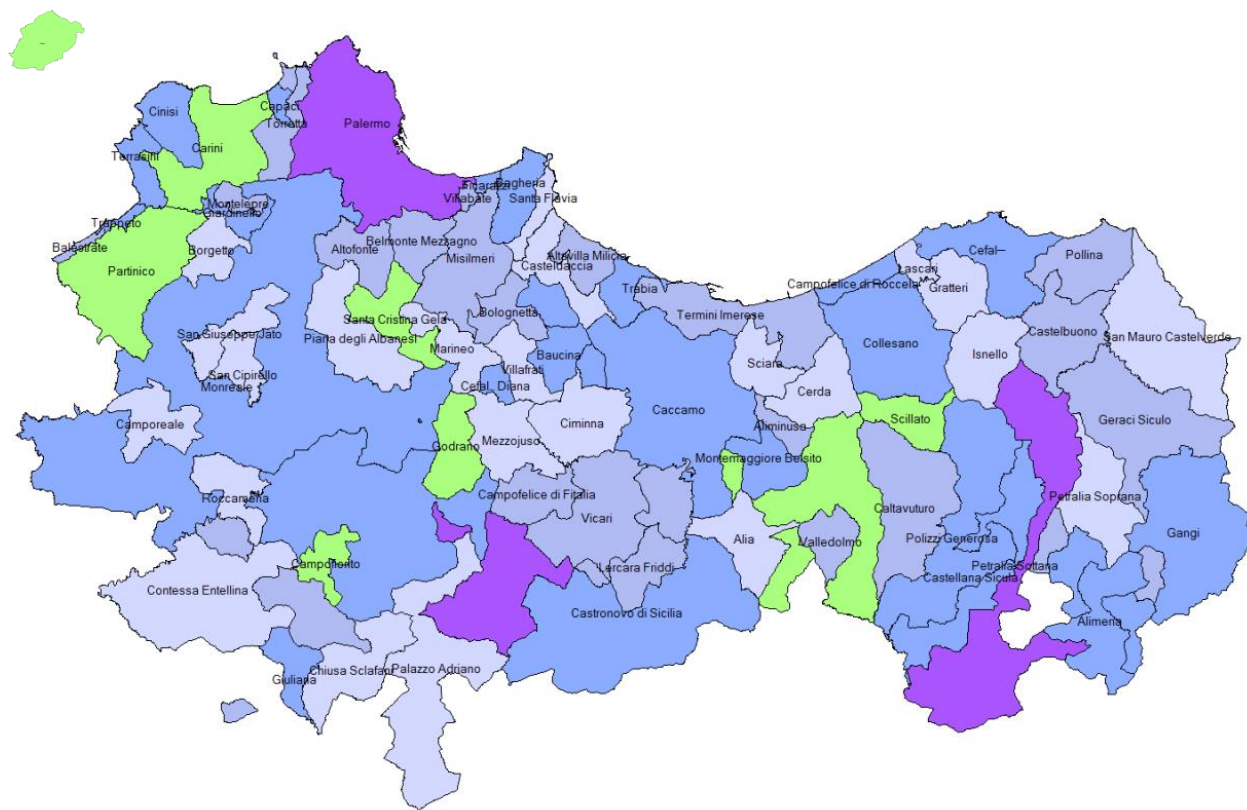 Cinisi
Capaci
Torretta
Palermo
Carini
Terrasini
Bagheria
Ficarazzi
Villabate
Santa Flavia
Montelepre
Giardinello
Trappeto
Balestrate
Borgetto
Altofonte
Belmonte Mezzagno
Misilmeri
Altavilla Milicia
Casteldaccia
Cefal
Pollina
Lascari
Gratteri
Partinico
Trabia
Campofelice di Roccella
Termini Imerese
Santa Cristina Gela
Bolognetta
Castelbuono
San Giuseppe Jato
Piana degli Albanesi
San Mauro Castelverde
Collesano
Marineo
Baucina
Isnello
Sciara
Villafrati
San Cipirello
Monreale
Cefal_Diana
Cerda
Caccamo
Camporeale
Ciminna
Scillato
Geraci Siculo
Aliminusa
Godrano
Mezzojuso
Montemaggiore Belsito
Roccamena
Campofelice di Fitalia
Petralia Soprana
Caltavuturo
Vicari
Gangi
Alia
Polizzi Generosa
Valledolmo
Campofiorito
Lercara Friddi
Petralia Sottana
Contessa Entellina
Castellana Sicula
Castronovo di Sicilia
Alimena
Chiusa Sclafani
Palazzo Adriano
Giuliana